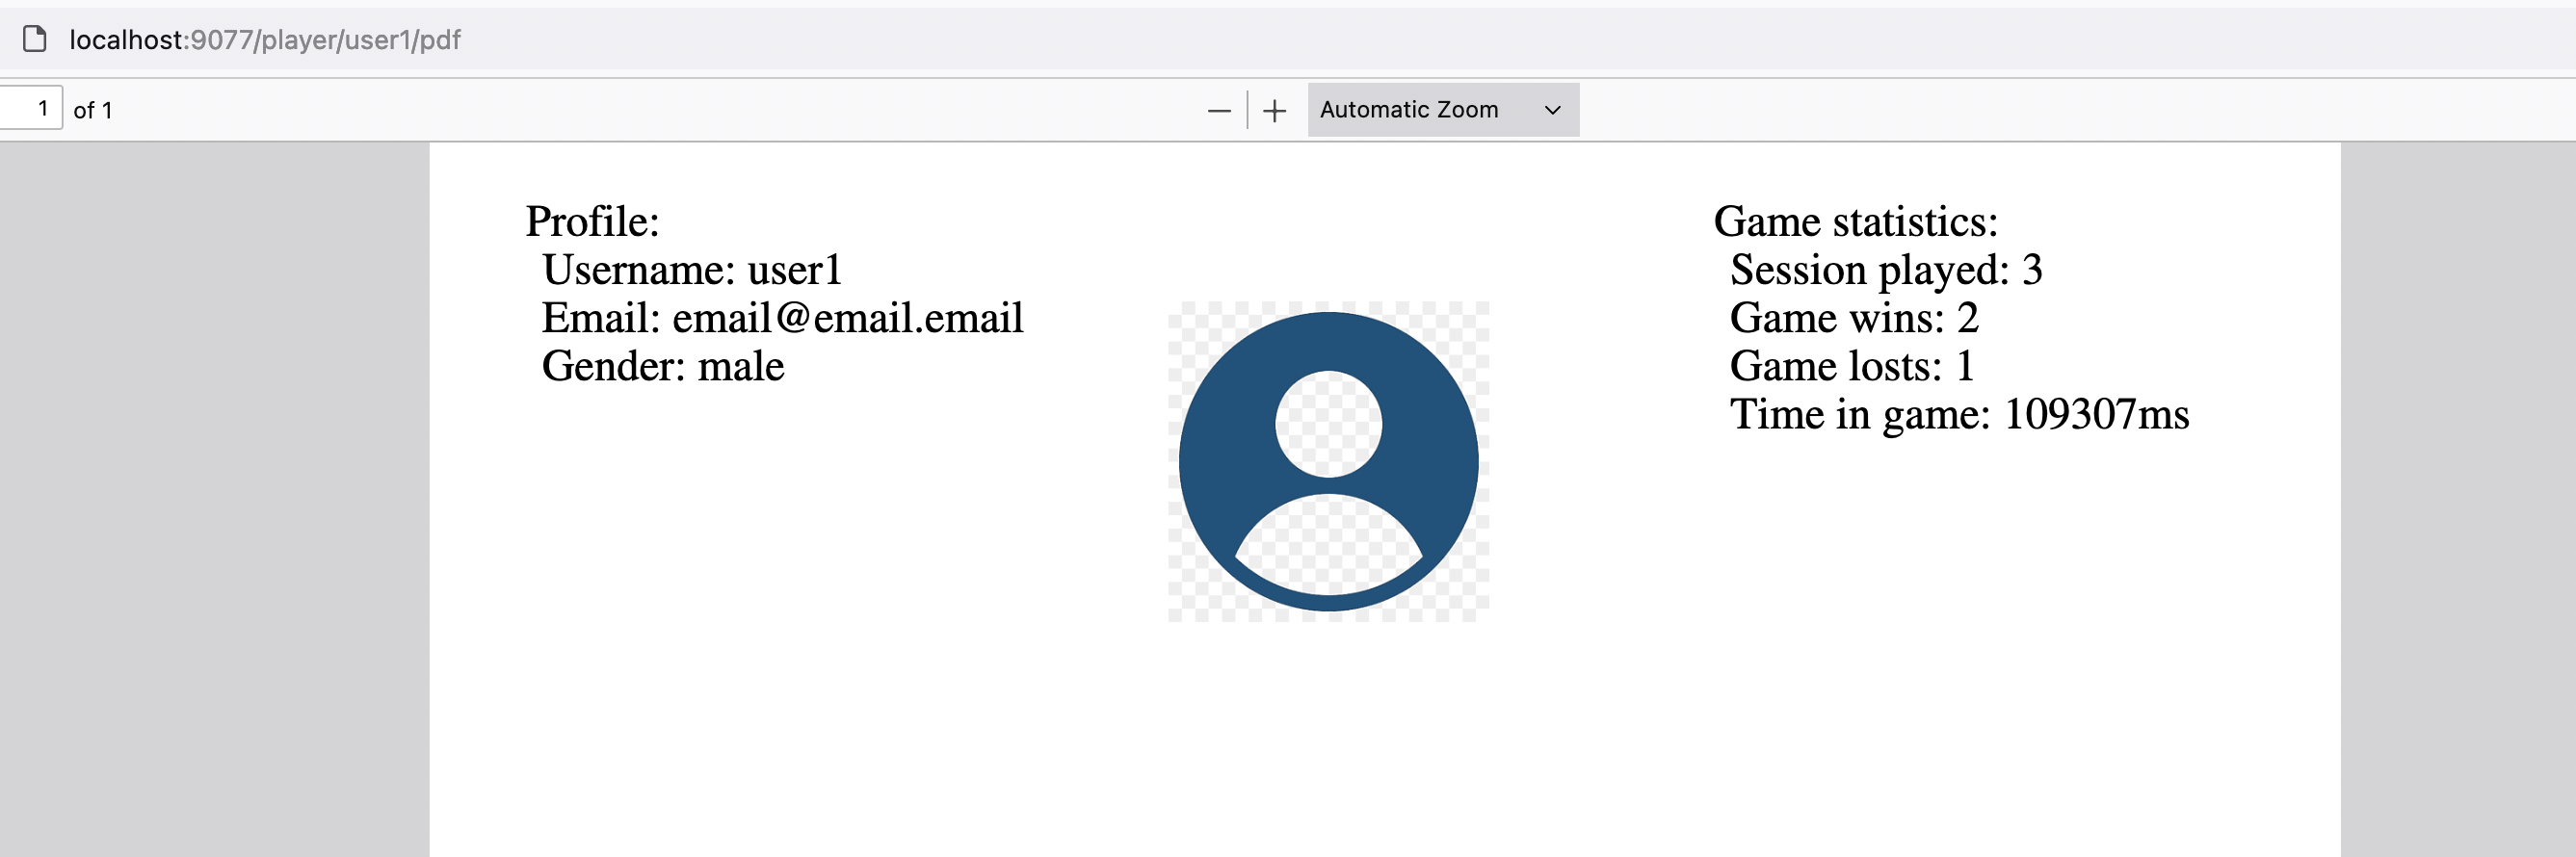 localhost:9077/player/user1/pdf
1 of 1
Automatic Zoom
Profile:
Username: user1
Email: email@email.email
Gender: male
Game statistics:
Session played: 3
Game wins: 2
Game losts: 1
Time in game: 109307ms